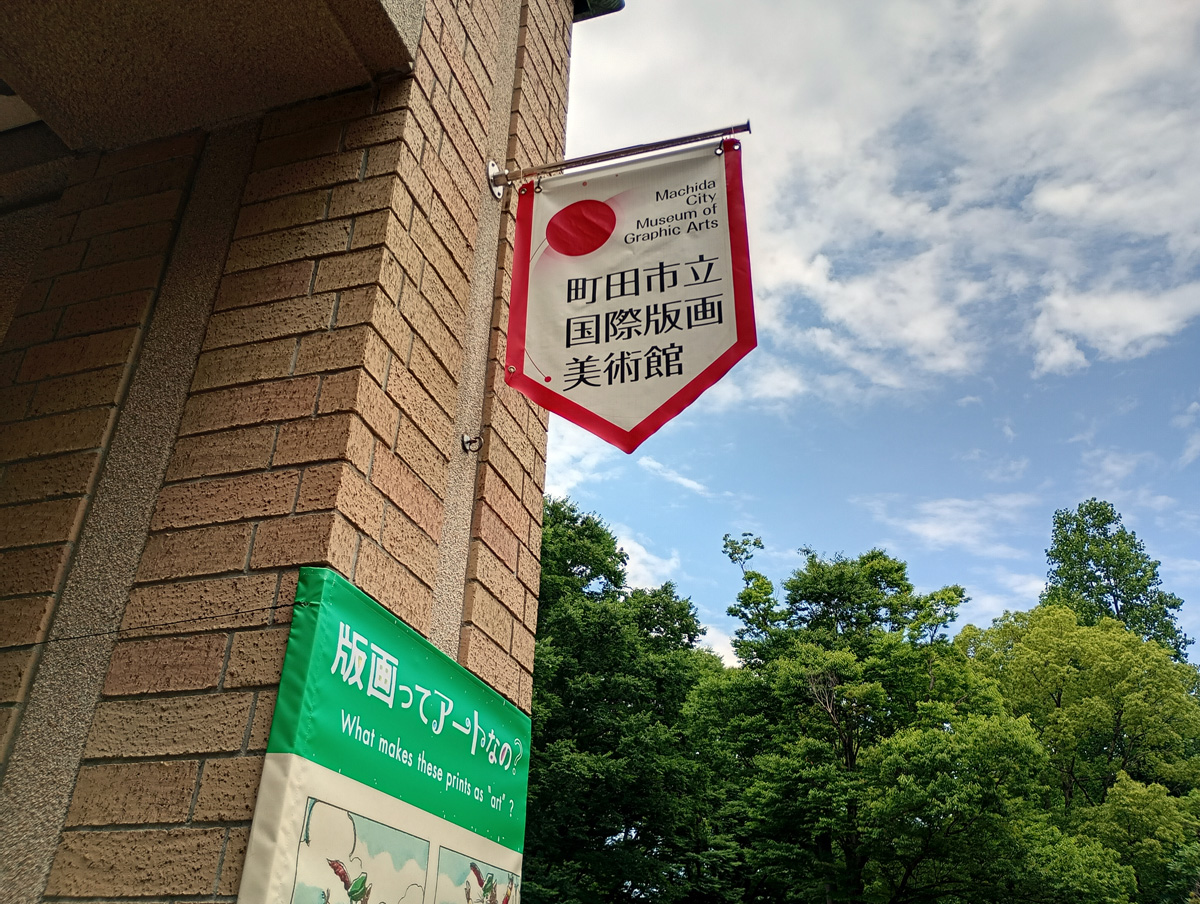 Machida
City
Museum of
Graphic Arts
町田市立
国際版画
美術館
版画ってアートなの?
What makes these prints as "art" ?